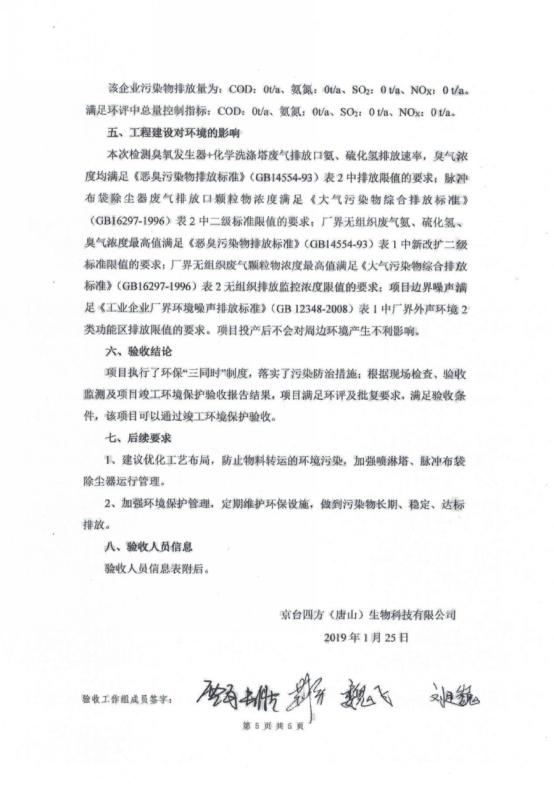 该企业污染物排放量为：COD：0t/a、氨氮：0t/a、SO₂：0 t/a、NOx：0 t/a。
满足环评中总量控制指标：COD：0t/a、氨氮：0t/a、SO₂：0 t/a、NOx：0 t/a。
五、工程建设对环境的影响
本次检测臭氧发生器+化学洗涤塔废气排放口氨、硫化氢排放速率，臭气浓
度均满足《恶臭污染物排放标准》（GB14554-93）表 2 中排放限值的要求；脉冲
布袋除尘器废气排放口颗粒物浓度满足《大气污染物综合排放标准》
（GB16297-1996）表 2 中二级标准限值的要求；厂界无组织废气氨、硫化氢、
臭气浓度最高值满足《恶臭污染物排放标准》（GB14554-93）表 1 中新改扩二级
标准限值的要求；厂界无组织废气颗粒物浓度最高值满足《大气污染物综合排放
标准》（GB16297-1996）表 2 无组织排放监控浓度限值的要求；项目边界噪声满
足《工业企业厂界环境噪声排放标准》（GB 12348-2008）表 1 中厂界外声环境 2
类功能区排放限值的要求。项目投产后不会对周边环境产生不利影响。
六、验收结论
项目执行了环保“三同时”制度，落实了污染防治措施；根据现场检查、验收
监测及项目竣工环境保护验收报告结果，项目满足环评及批复要求，满足验收条
件，该项目可以通过竣工环境保护验收。
七、后续要求
1、建议优化工艺布局，防止物料转运的环境污染，加强喷淋塔、脉冲布袋
除尘器运行管理。
2、加强环境保护管理，定期维护环保设施，做到污染物长期、稳定、达标
排放。
八、验收人员信息
验收人员信息表附后。
京台四方（唐山）生物科技有限公司
2019 年 1 月 25 日
验收工作组成员签字：
第 5 页 共 5 页